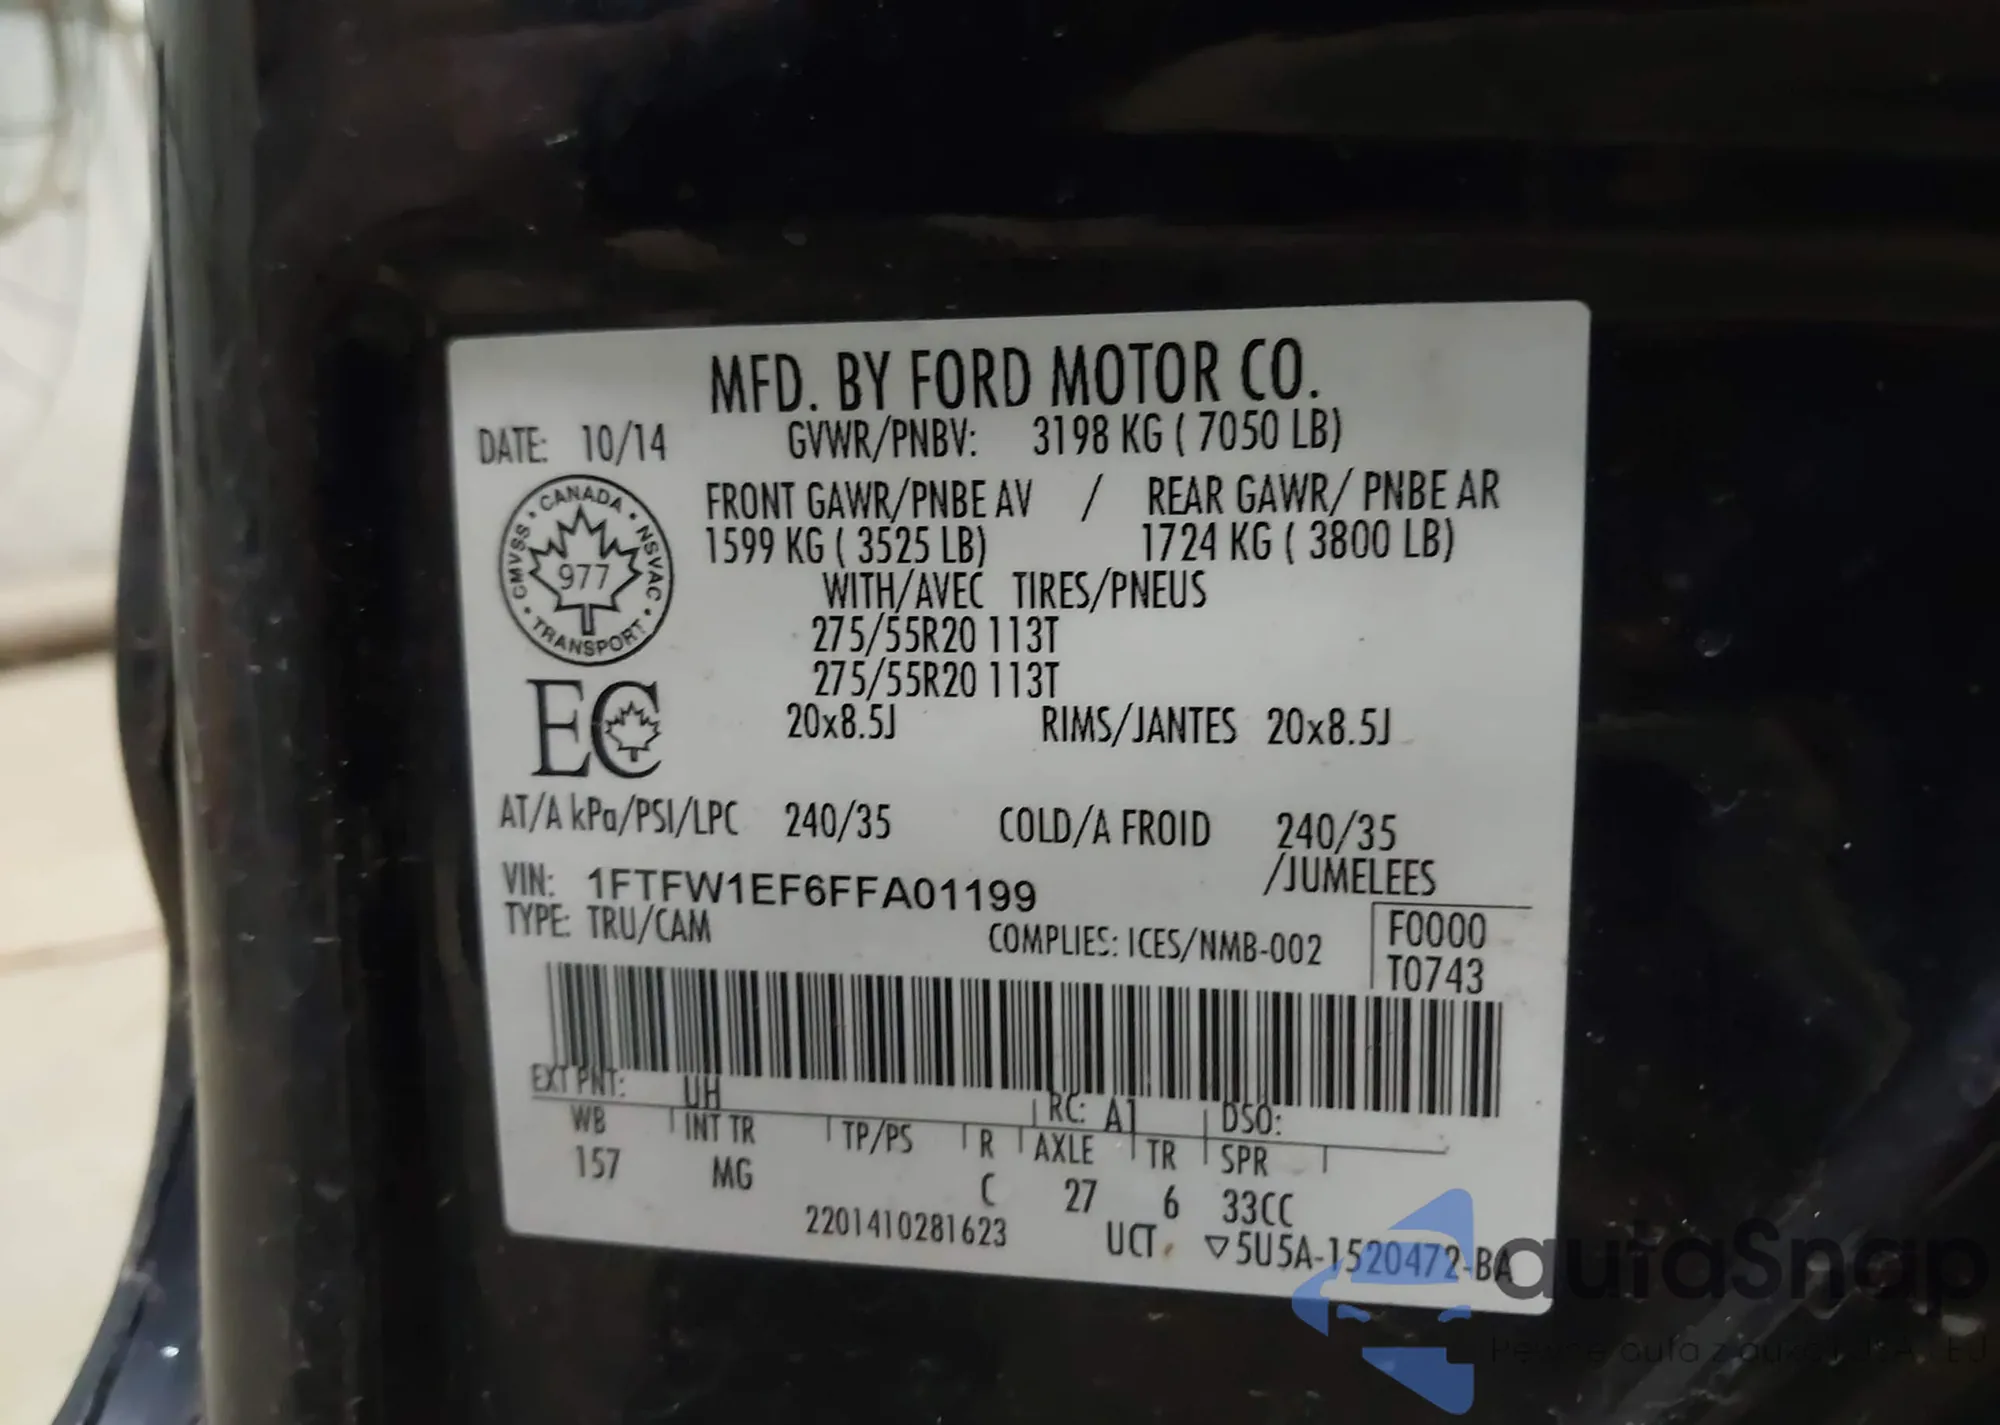 MFD. BY FORD MOTOR CO.
DATE: 10/14 GVWR/PNBV: 3198 KG ( 7050 LB)
FRONT GAWR/PNBE AV / REAR GAWR/ PNBE AR
1599 KG ( 3525 LB) 1724 KG ( 3800 LB)
CANADA • NSVAC • TRANSPORT • CMVSS •
977
WITH/AVEC TIRES/PNEUS
275/55R20 113T
275/55R20 113T
EC
20x8.5J RIMS/JANTES 20x8.5J
AT/A kPa/PSI/LPC 240/35 COLD/A FROID 240/35
/JUMELEES
VIN: 1FTFW1EF6FFA01199
TYPE: TRU/CAM COMPLIES: ICES/NMB-002
F0000
T0743
EXT PNT: UH RC: A1 DSO:
WB INT TR TP/PS R AXLE TR SPR
157 MG C 27 6 33CC
2201410281623 UCT ▽5U5A-1520472-BA
autaSnap
auta z